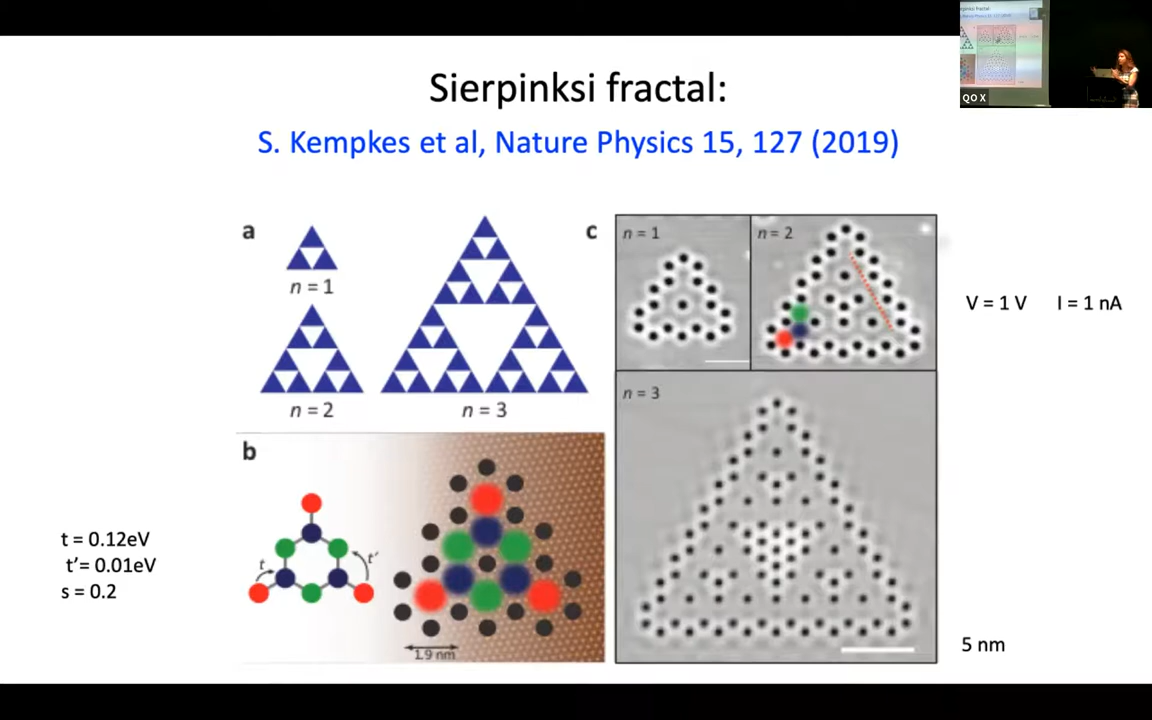 Sierpinksi fractal:
S. Kempkes et al, Nature Physics 15, 127 (2019)
a
n = 1
n = 2
n = 3
b
t
t'
1.9 nm
c
n = 1
n = 2
n = 3
V = 1 V I = 1 nA
t = 0.12eV
t’= 0.01eV
s = 0.2
5 nm
QO X